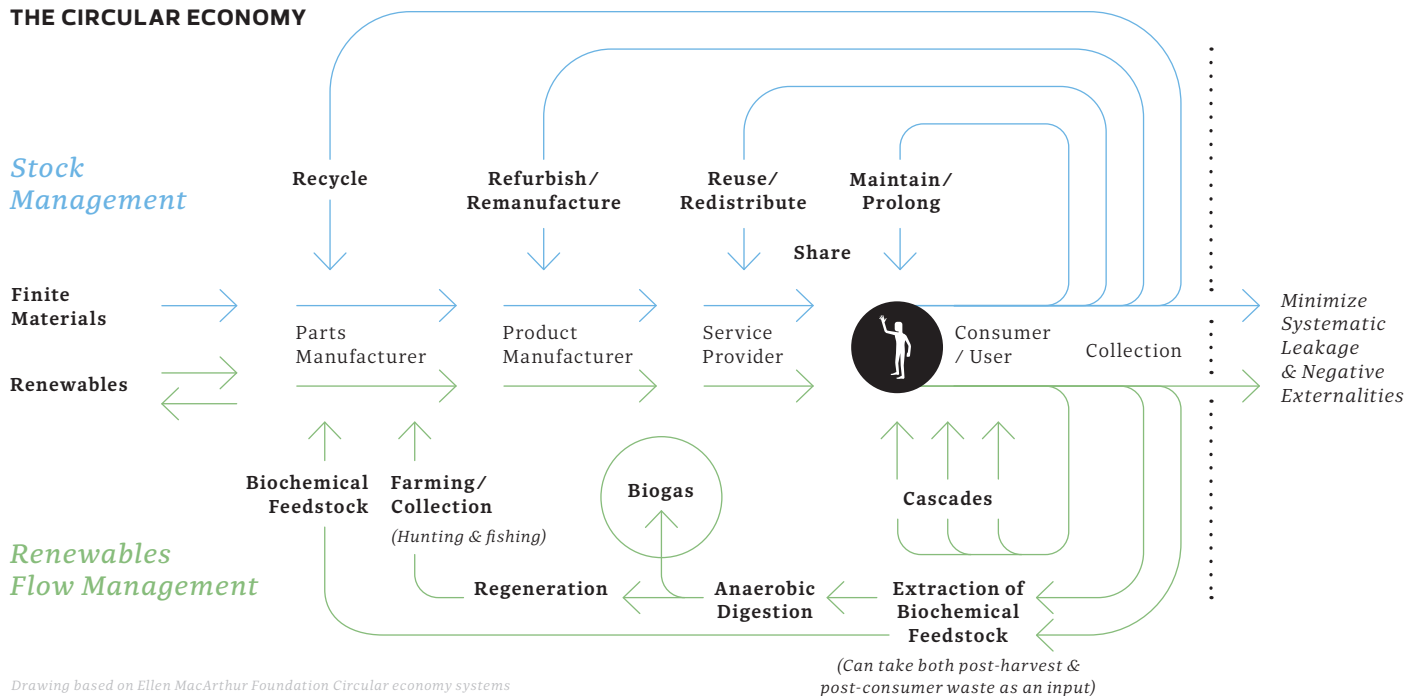 THE CIRCULAR ECONOMY
Stock
Management
Recycle
Refurbish/
Remanufacture
Reuse/
Redistribute
Maintain/
Prolong
Share
Finite
Materials
Renewables
Parts
Manufacturer
Product
Manufacturer
Service
Provider
Consumer
/ User
Collection
Minimize
Systematic
Leakage
& Negative
Externalities
Biochemical
Feedstock
Farming/
Collection
(Hunting & fishing)
Biogas
Cascades
Renewables
Flow Management
Regeneration
Anaerobic
Digestion
Extraction of
Biochemical
Feedstock
(Can take both post-harvest &
post-consumer waste as an input)
Drawing based on Ellen MacArthur Foundation Circular economy systems